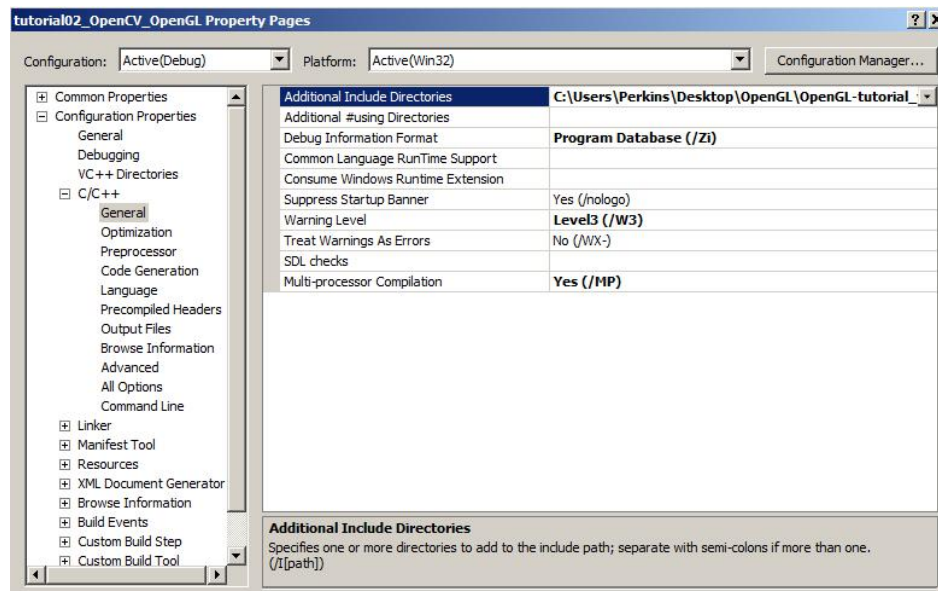 tutorial02_OpenCV_OpenGL Property Pages
Configuration: Active(Debug) Platform: Active(Win32) Configuration Manager...
Common Properties
Configuration Properties
General
Debugging
VC++ Directories
C/C++
General
Optimization
Preprocessor
Code Generation
Language
Precompiled Headers
Output Files
Browse Information
Advanced
All Options
Command Line
Linker
Manifest Tool
Resources
XML Document Generator
Browse Information
Build Events
Custom Build Step
Custom Build Tool
Additional Include Directories C:\Users\Perkins\Desktop\OpenGL\OpenGL-tutorial_
Additional #using Directories
Debug Information Format Program Database (/Zi)
Common Language RunTime Support
Consume Windows Runtime Extension
Suppress Startup Banner Yes (/nologo)
Warning Level Level3 (/W3)
Treat Warnings As Errors No (/WX-)
SDL checks
Multi-processor Compilation Yes (/MP)
Additional Include Directories
Specifies one or more directories to add to the include path; separate with semi-colons if more than one.
(/I[path])